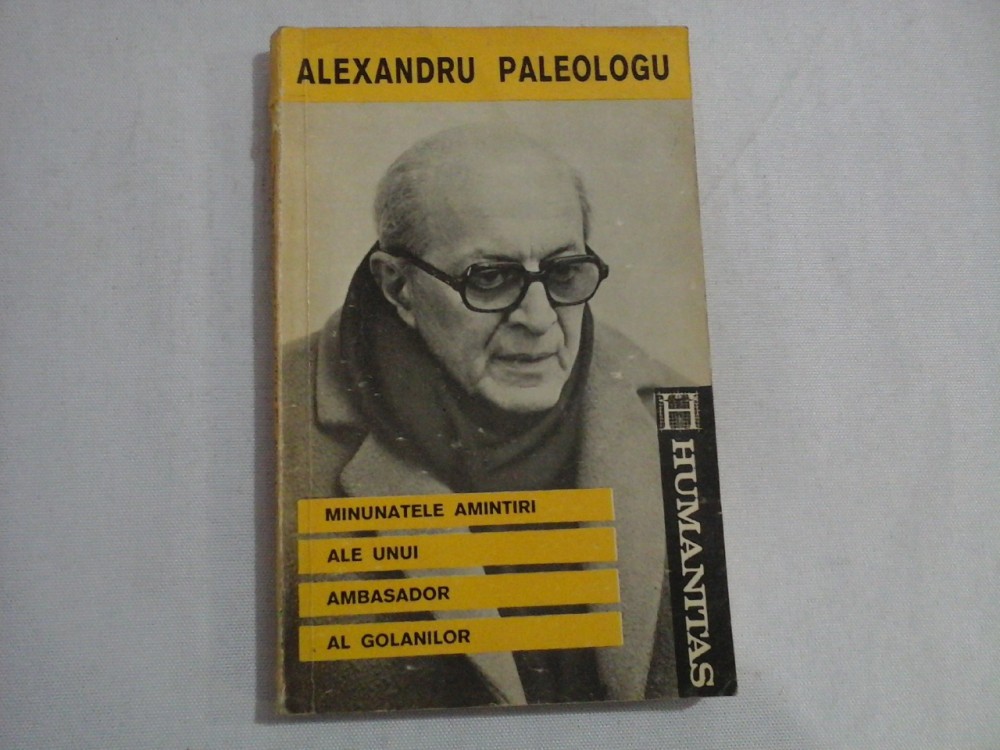 ALEXANDRU PALEOLOGU
MINUNATELE AMINTIRI
ALE UNUI
AMBASADOR
AL GOLANILOR
HUMANITAS